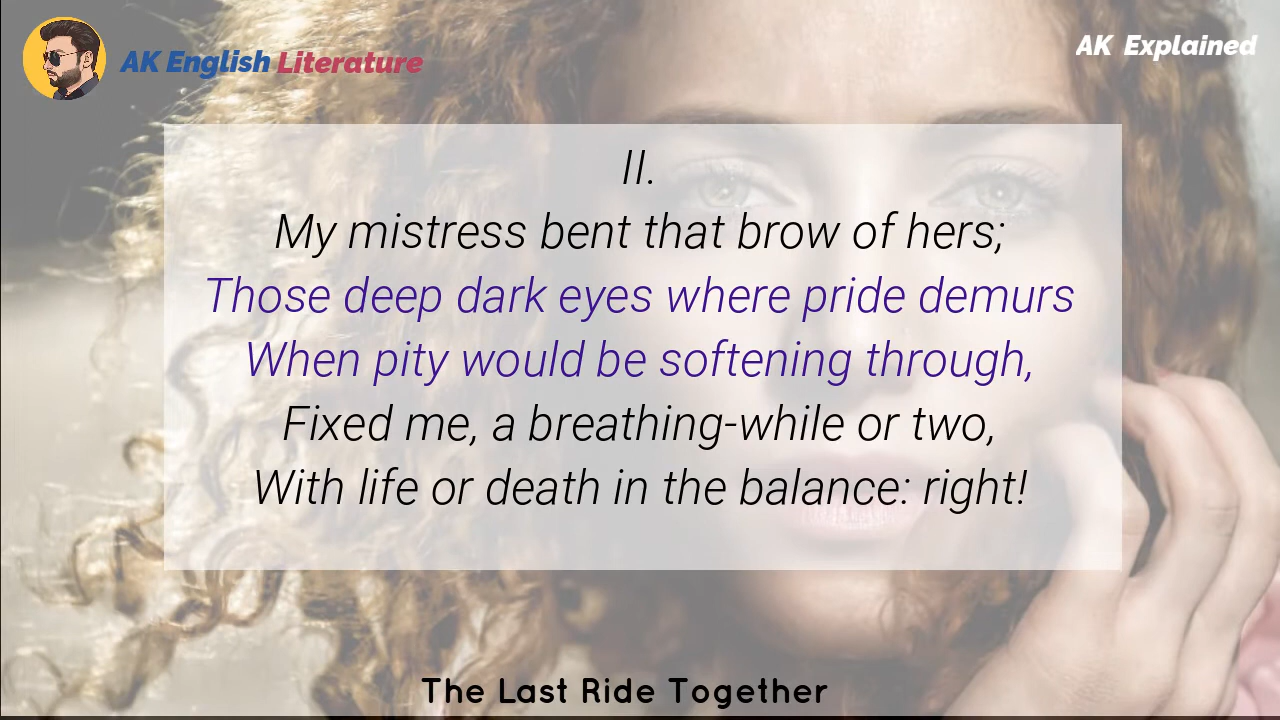 AK English Literature
AK Explained
II.
My mistress bent that brow of hers;
Those deep dark eyes where pride demurs
When pity would be softening through,
Fixed me, a breathing-while or two,
With life or death in the balance: right!
The Last Ride Together